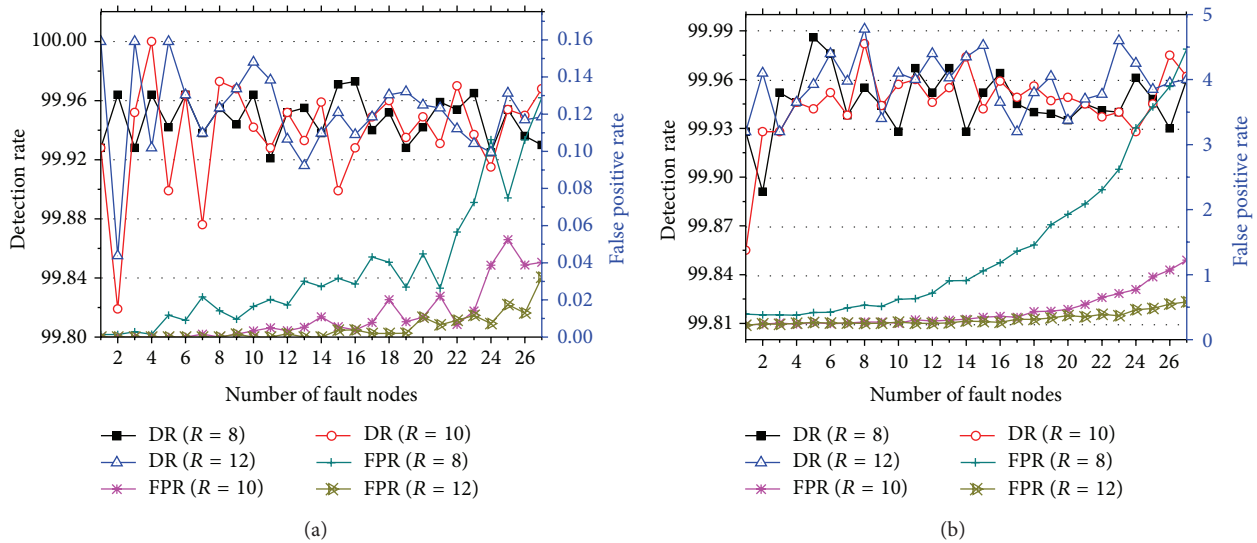 100.00
99.96
99.92
99.88
99.84
99.80
Detection rate
0.16
0.14
0.12
0.10
0.08
0.06
0.04
0.02
0.00
False positive rate
2 4 6 8 10 12 14 16 18 20 22 24 26
Number of fault nodes
DR (R = 8) DR (R = 10)
DR (R = 12) FPR (R = 8)
FPR (R = 10) FPR (R = 12)
(a)
99.99
99.96
99.93
99.90
99.87
99.84
99.81
Detection rate
5
4
3
2
1
0
False positive rate
2 4 6 8 10 12 14 16 18 20 22 24 26
Number of fault nodes
DR (R = 8) DR (R = 10)
DR (R = 12) FPR (R = 8)
FPR (R = 10) FPR (R = 12)
(b)